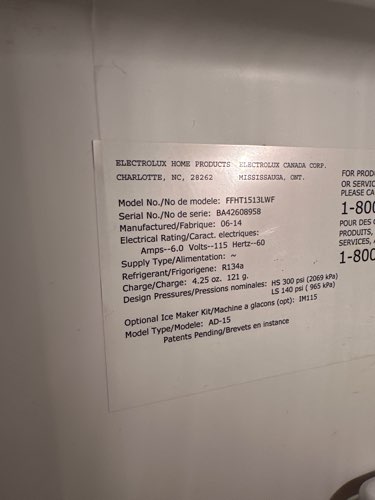 ELECTROLUX HOME PRODUCTS ELECTROLUX CANADA CORP.
CHARLOTTE, NC, 28262 MISSISSAUGA, ONT.
Model No./No de modele: FFHT1513LWF
Serial No./No de serie: BA42608958
Manufactured/Fabrique: 06-14
Electrical Rating/Caract. electriques:
Amps--6.0 Volts--115 Hertz--60
Supply Type/Alimentation: ~
Refrigerant/Frigorigene: R134a
Charge/Charge: 4.25 oz. 121 g.
Design Pressures/Pressions nominales: HS 300 psi (2069 kPa)
LS 140 psi ( 965 kPa)
Optional Ice Maker Kit/Machine a glacons (opt): IM115
Model Type/Modele: AD-15
Patents Pending/Brevets en instance
FOR PROD
OR SERVIC
PLEASE CA
1-800
POUR DES
PRODUITS,
SERVICES,
1-800